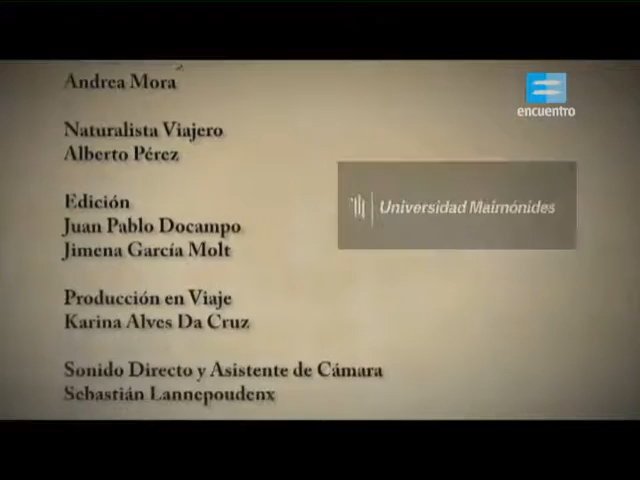 Andrea Mora
Naturalista Viajero
Alberto Pérez
Edición
Juan Pablo Docampo
Jimena García Molt
Producción en Viaje
Karina Alves Da Cruz
Sonido Directo y Asistente de Cámara
Sebastián Lannepoudenx
encuentro
Universidad Maimónides